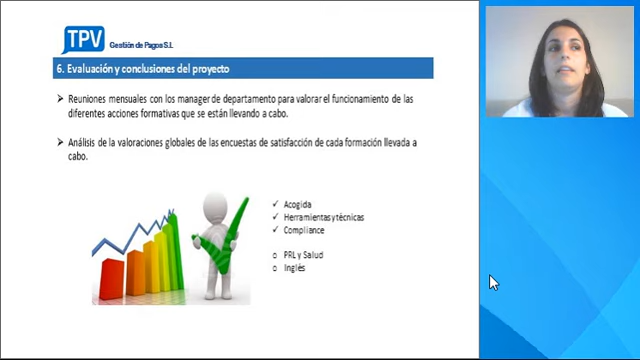 TPV
Gestión de Pagos S.L
6. Evaluación y conclusiones del proyecto
Reuniones mensuales con los manager de departamento para valorar el funcionamiento de las
diferentes acciones formativas que se están llevando a cabo.
Análisis de la valoraciones globales de las encuestas de satisfacción de cada formación llevada a
cabo.
Acogida
Herramientas y técnicas
Compliance
PRL y Salud
Inglés